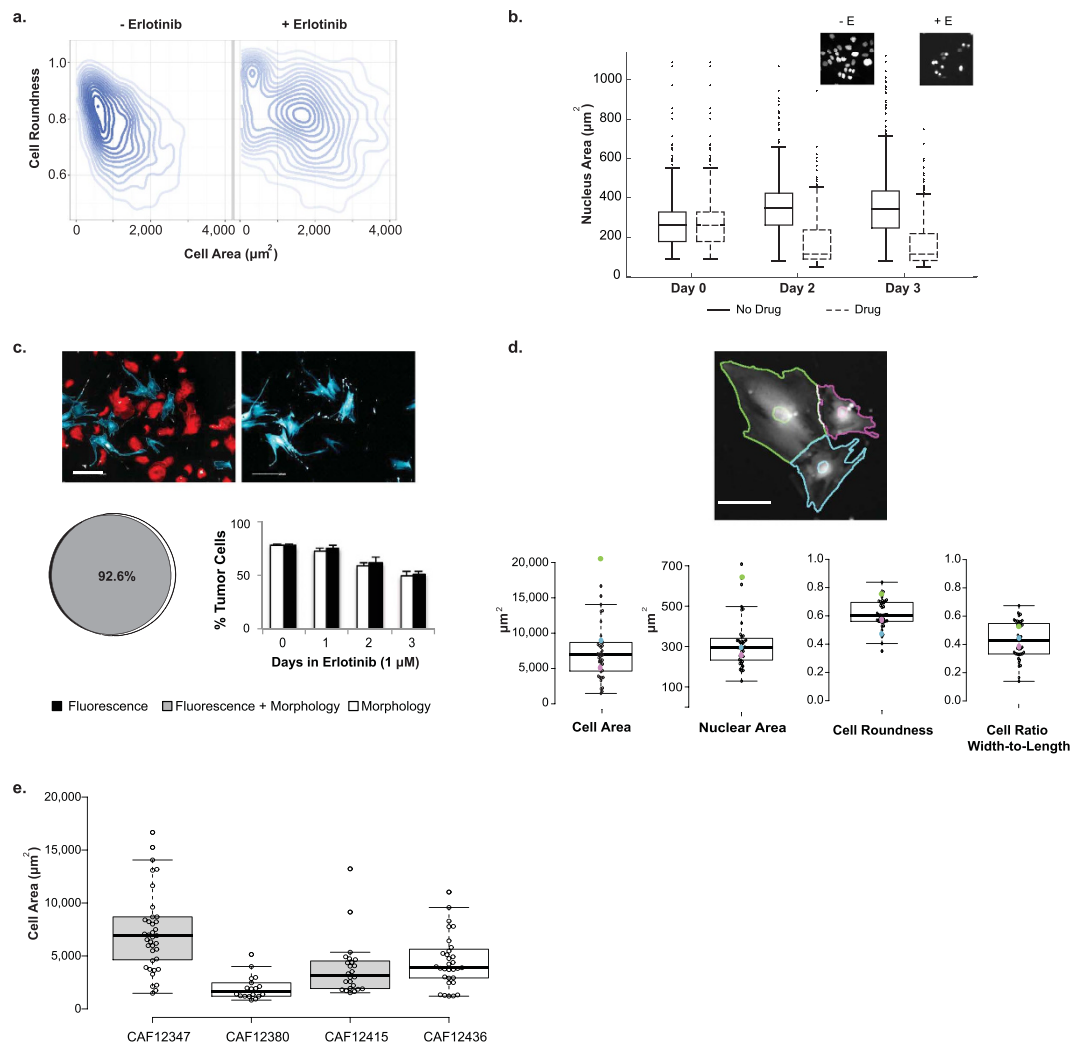 a.
- Erlotinib
+ Erlotinib
Cell Roundness
1.0
0.8
0.6
0
2,000
4,000
0
2,000
4,000
Cell Area (µm²)
b.
- E
+ E
Nucleus Area (µm²)
1000
800
600
400
200
0
Day 0
Day 2
Day 3
No Drug
Drug
c.
92.6%
% Tumor Cells
100
50
0
1
2
3
Days in Erlotinib (1 µM)
Fluorescence
Fluorescence + Morphology
Morphology
d.
µm²
20,000
15,000
10,000
5,000
0
Cell Area
µm²
700
500
300
100
Nuclear Area
1.0
0.8
0.6
0.4
0.2
0.0
Cell Roundness
1.0
0.8
0.6
0.4
0.2
0.0
Cell Ratio
Width-to-Length
e.
Cell Area (µm²)
20,000
15,000
10,000
5,000
0
CAF12347
CAF12380
CAF12415
CAF12436